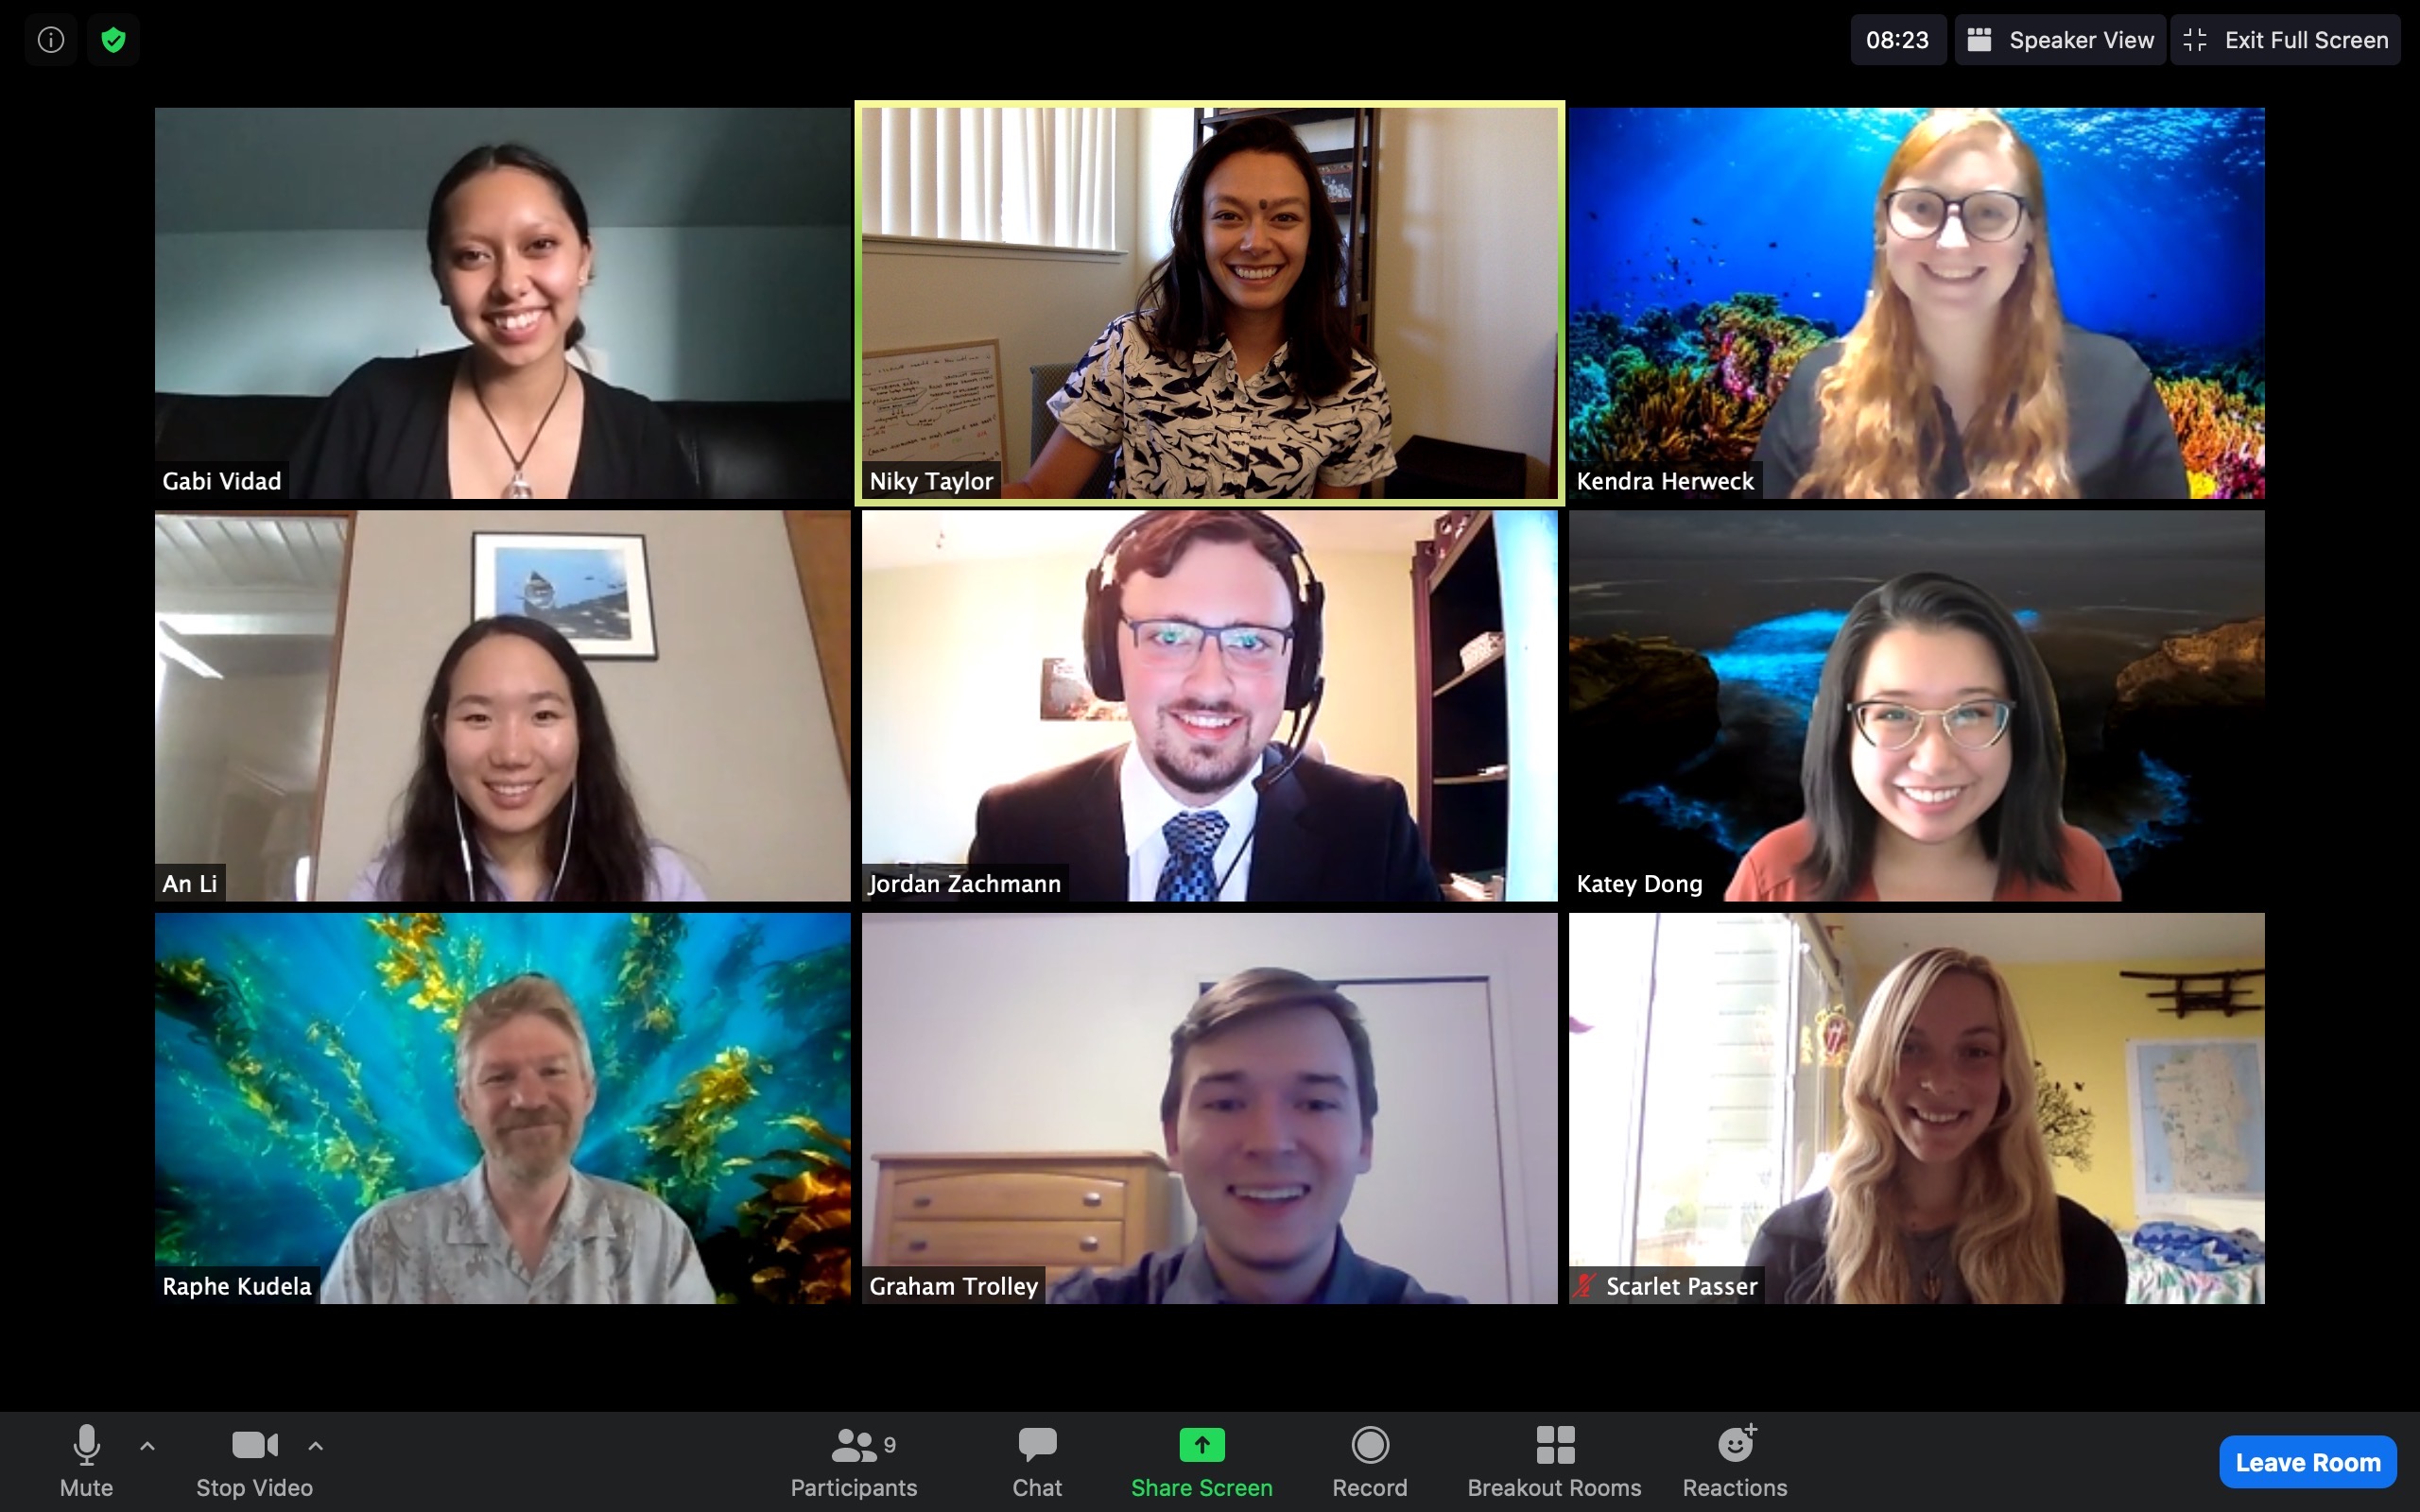 08:23
Speaker View
Exit Full Screen
Gabi Vidad
Niky Taylor
Kendra Herweck
An Li
Jordan Zachmann
Katey Dong
Raphe Kudela
Graham Trolley
Scarlet Passer
Mute
Stop Video
9
Participants
Chat
Share Screen
Record
Breakout Rooms
Reactions
Leave Room